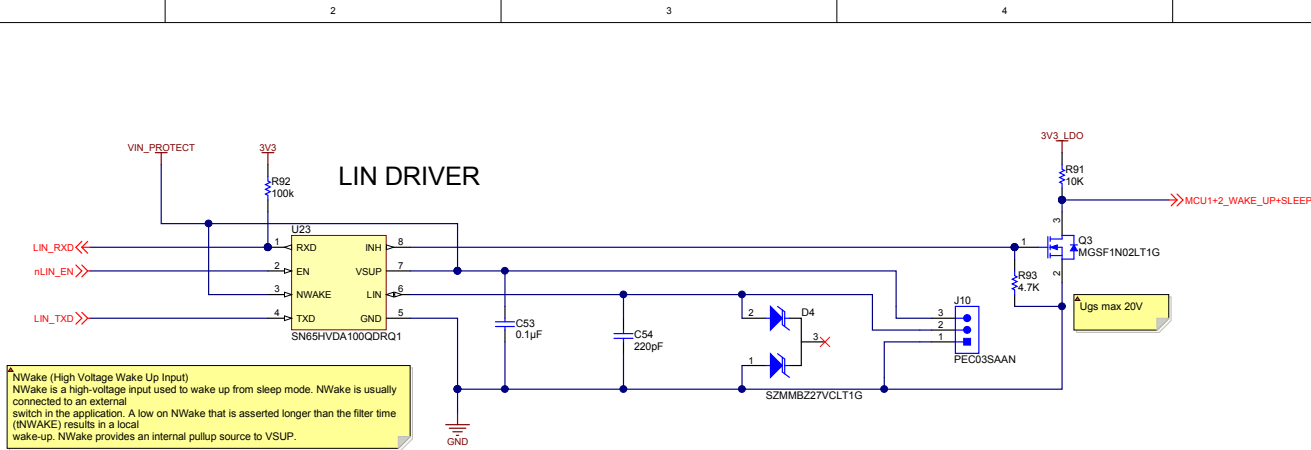 2 3 4
VIN_PROTECT
3V3
3V3_LDO
R92
100k
LIN DRIVER
R91
10K
MCU1+2_WAKE_UP+SLEEP
U23
LIN_RXD
nLIN_EN
LIN_TXD
1 RXD INH 8
2 EN VSUP 7
3 NWAKE LIN 6
4 TXD GND 5
SN65HVDA100QDRQ1
3
1
2
Q3
MGSF1N02LT1G
R93
4.7K
Ugs max 20V
C53
0.1µF
C54
220pF
2
1
3
D4
SZMMBZ27VCLT1G
J10
3
2
1
PEC03SAAN
GND
NWake (High Voltage Wake Up Input)
NWake is a high-voltage input used to wake up from sleep mode. NWake is usually
connected to an external
switch in the application. A low on NWake that is asserted longer than the filter time
(tNWAKE) results in a local
wake-up. NWake provides an internal pullup source to VSUP.